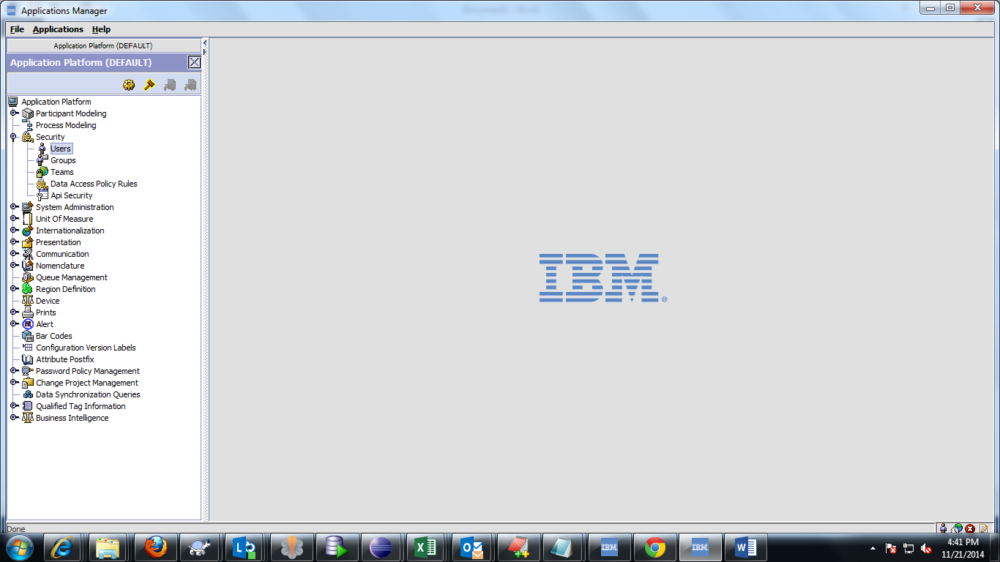 Applications Manager
File Applications Help
Application Platform (DEFAULT)
Application Platform (DEFAULT)
Application Platform
Participant Modeling
Process Modeling
Security
Users
Groups
Teams
Data Access Policy Rules
Api Security
System Administration
Unit Of Measure
Internationalization
Presentation
Communication
Nomenclature
Queue Management
Region Definition
Device
Prints
Alert
Bar Codes
Configuration Version Labels
Attribute Postfix
Password Policy Management
Change Project Management
Data Synchronization Queries
Qualified Tag Information
Business Intelligence
IBM®
Done
4:41 PM
11/21/2014